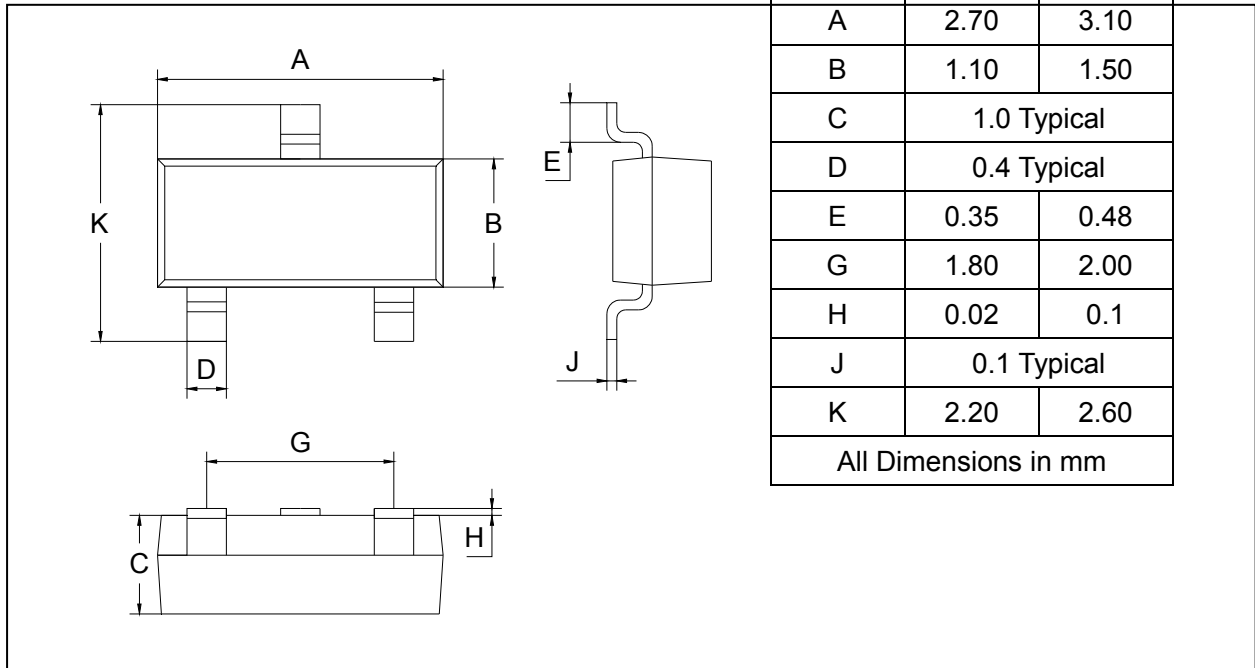 A
K
B
D
E
J
G
C
H
A 2.70 3.10
B 1.10 1.50
C 1.0 Typical
D 0.4 Typical
E 0.35 0.48
G 1.80 2.00
H 0.02 0.1
J 0.1 Typical
K 2.20 2.60
All Dimensions in mm